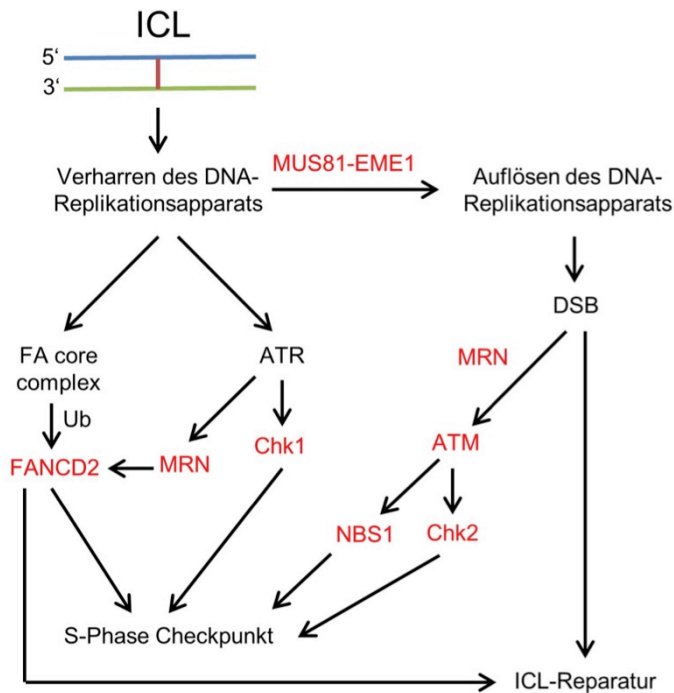 ICL
5'
3'
MUS81-EME1
Verharren des DNA-
Replikationsapparats
Auflösen des DNA-
Replikationsapparats
DSB
MRN
FA core
complex
ATR
Ub
FANCD2
MRN
Chk1
ATM
NBS1
Chk2
S-Phase Checkpunkt
ICL-Reparatur